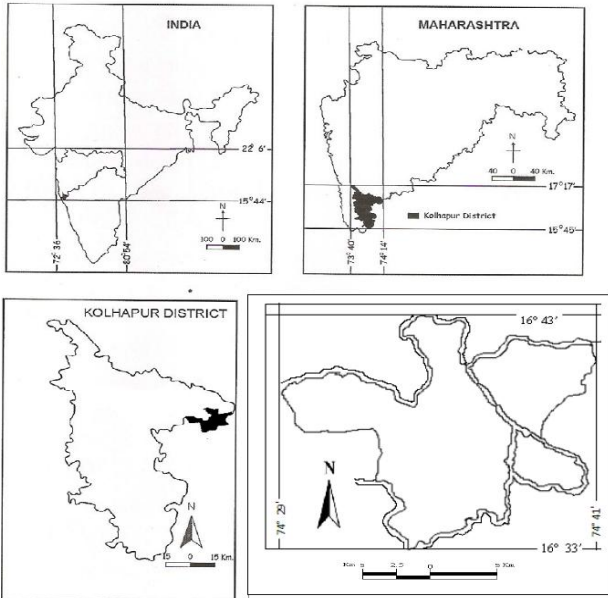 INDIA
22° 6'
15°44'
N
100 0 100 Km.
72° 36
80°54'
MAHARASHTRA
N
40 0 40 Km.
17°17'
Kolhapur District
15°45'
73° 40
74°14'
KOLHAPUR DISTRICT
N
15 0 15 Km.
16° 43'
N
74° 29'
74° 41'
16° 33'
Km 5 2.5 0 5 Km